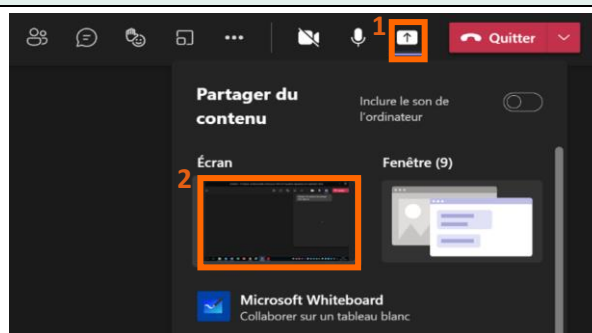 1
Quitter
Partager du
contenu
Inclure le son de
l'ordinateur
Écran
Fenêtre (9)
2
Microsoft Whiteboard
Collaborer sur un tableau blanc